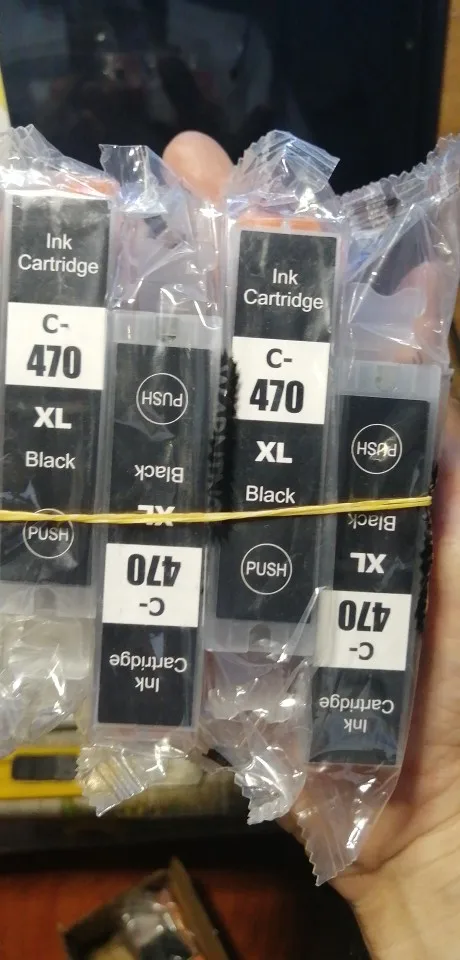 Ink
Cartridge
C-
470
XL
Black
PUSH
PUSH
Black
XL
470
C-
Cartridge
Ink
Ink
Cartridge
C-
470
XL
Black
PUSH
PUSH
Black
XL
470
C-
Cartridge
Ink